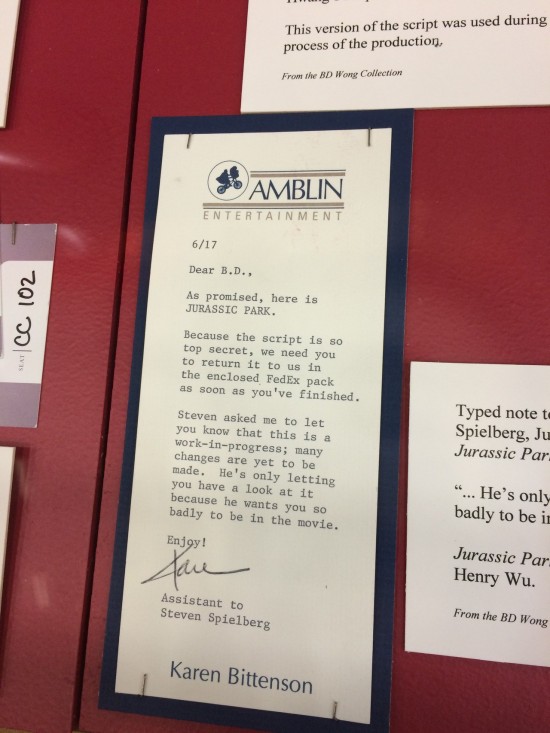 This version of the script was used during
process of the production,
From the BD Wong Collection
AMBLIN
ENTERTAINMENT
6/17
Dear B.D.,
As promised, here is
JURASSIC PARK.
Because the script is so
top secret, we need you
to return it to us in
the enclosed FedEx pack
as soon as you've finished.
Steven asked me to let
you know that this is a
work-in-progress; many
changes are yet to be
made. He's only letting
you have a look at it
because he wants you so
badly to be in the movie.
Enjoy!
Assistant to
Steven Spielberg
Karen Bittenson
SEAT CC 102
Typed note
Spielberg,
Jurassic
"... He's only
badly to be
Jurassic
Henry Wu.
From the BD Wong